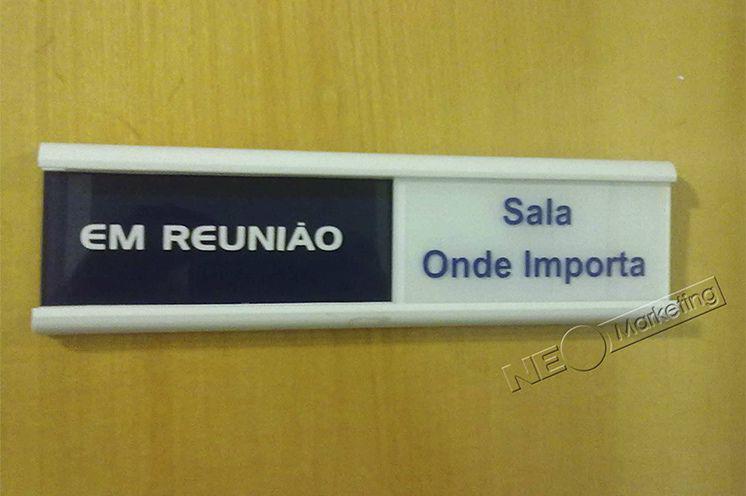 EM REUNIÃO
Sala
Onde Importa
NEO Marketing